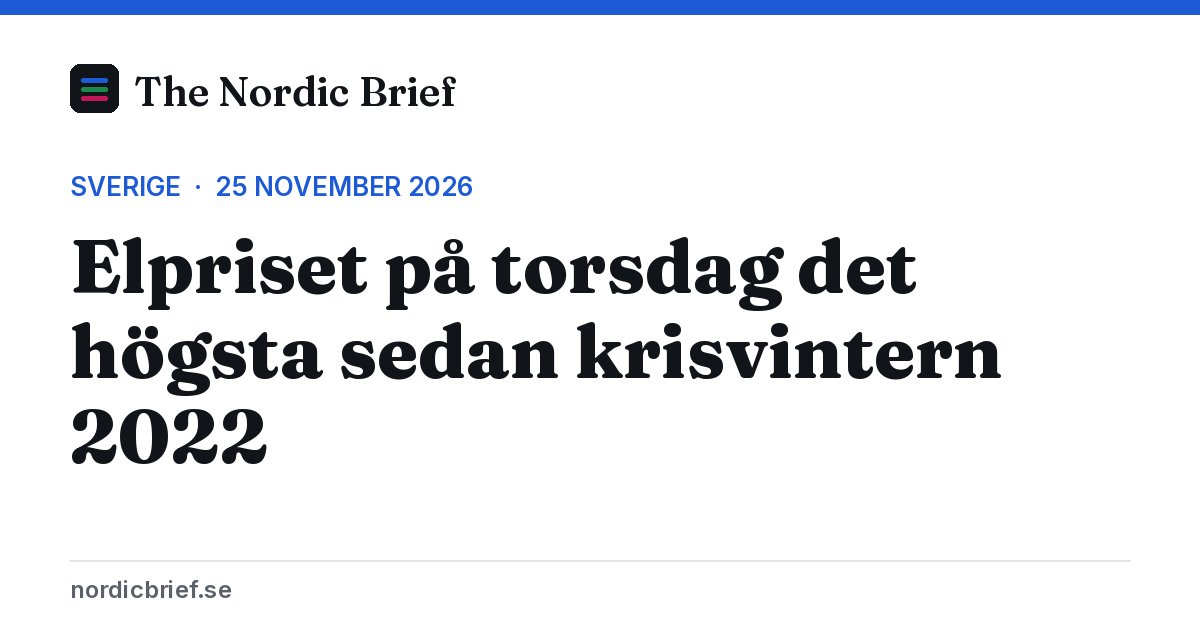 The Nordic Brief
SVERIGE · 25 NOVEMBER 2026
Elpriset på torsdag det
högsta sedan krisvintern
2022
nordicbrief.se